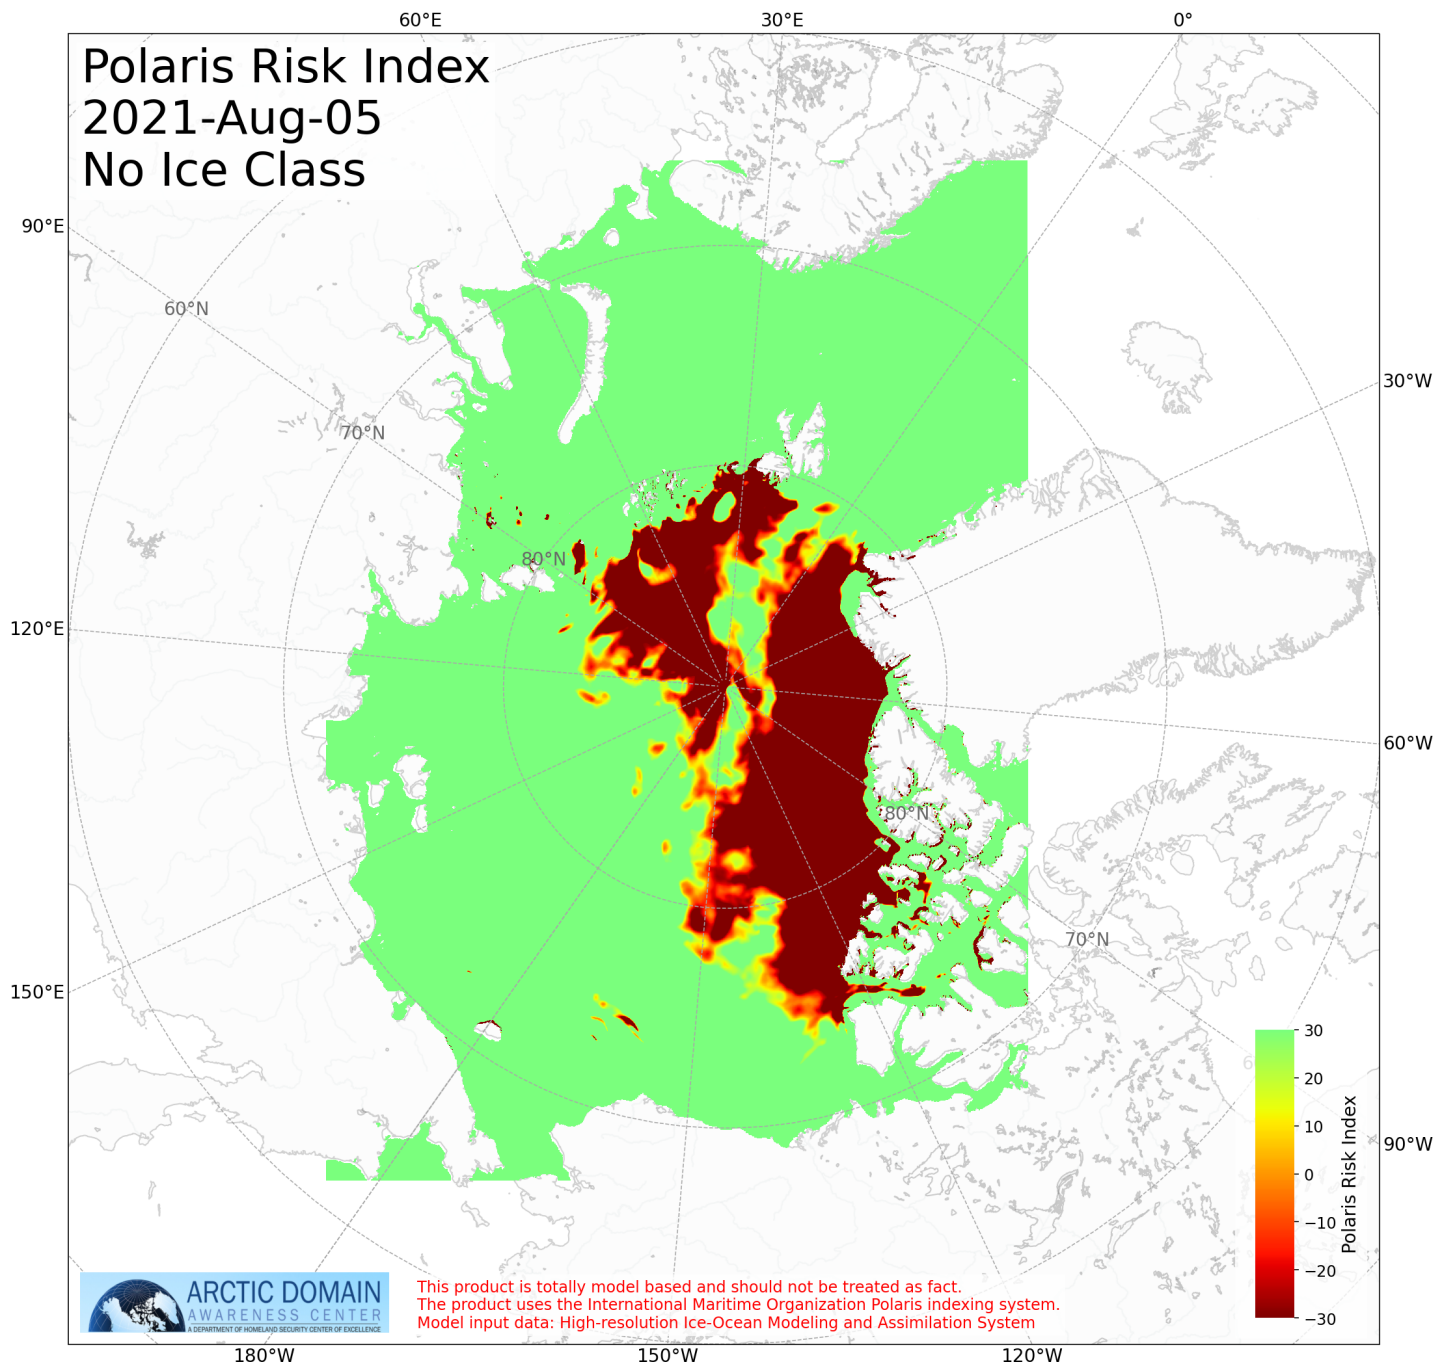 60°E
30°E
0°
Polaris Risk Index
2021-Aug-05
No Ice Class
90°E
60°N
30°W
70°N
80°N
120°E
60°W
80°N
70°N
150°E
30
20
10
0
−10
−20
−30
Polaris Risk Index
90°W
ARCTIC DOMAIN
AWARENESS CENTER
A DEPARTMENT OF HOMELAND SECURITY CENTER OF EXCELLENCE
This product is totally model based and should not be treated as fact.
The product uses the International Maritime Organization Polaris indexing system.
Model input data: High-resolution Ice-Ocean Modeling and Assimilation System
180°W
150°W
120°W